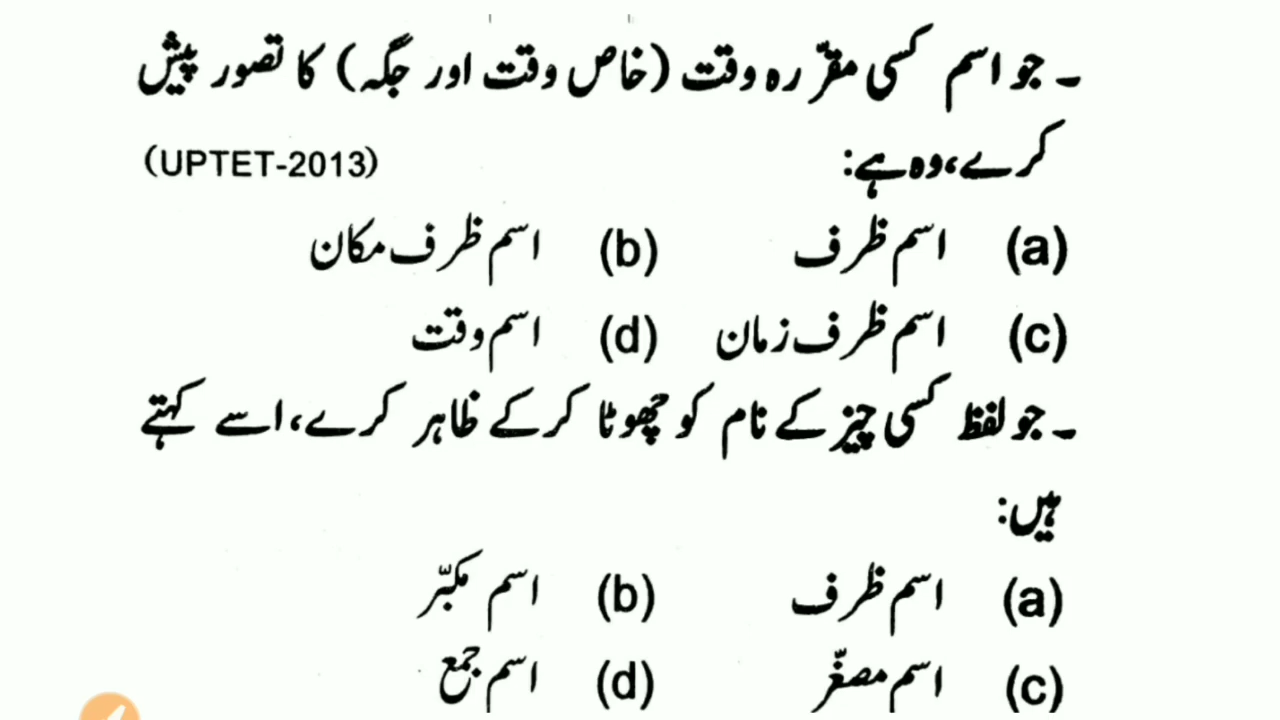 ۔ جو اسم کسی مقرّرہ وقت (خاص وقت اور جگہ) کا تصور پیش
کرے، وہ ہے: (UPTET-2013)
(a) اسم ظرف (b) اسم ظرف مکان
(c) اسم ظرف زمان (d) اسم وقت
۔ جو لفظ کسی چیز کے نام کو چھوٹا کر کے ظاہر کرے، اسے کہتے
ہیں:
(a) اسم ظرف (b) اسم مکبّر
(c) اسم مصغّر (d) اسم جمع